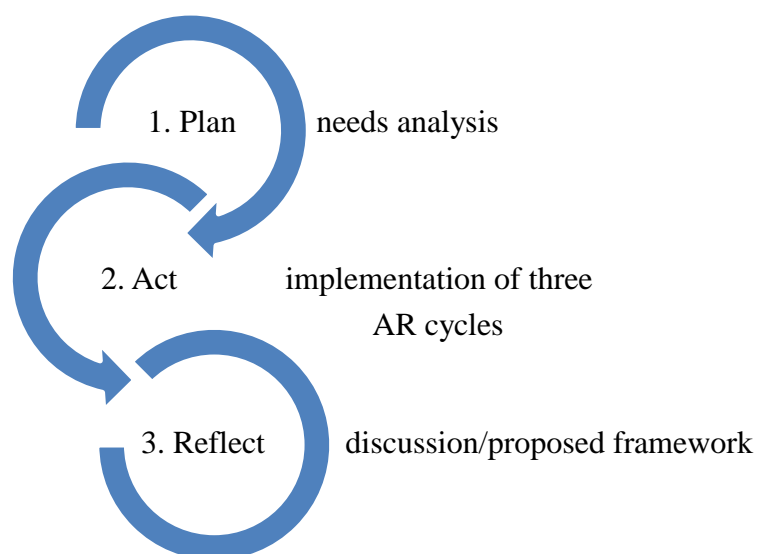 1. Plan needs analysis
2. Act implementation of three
AR cycles
3. Reflect discussion/proposed framework